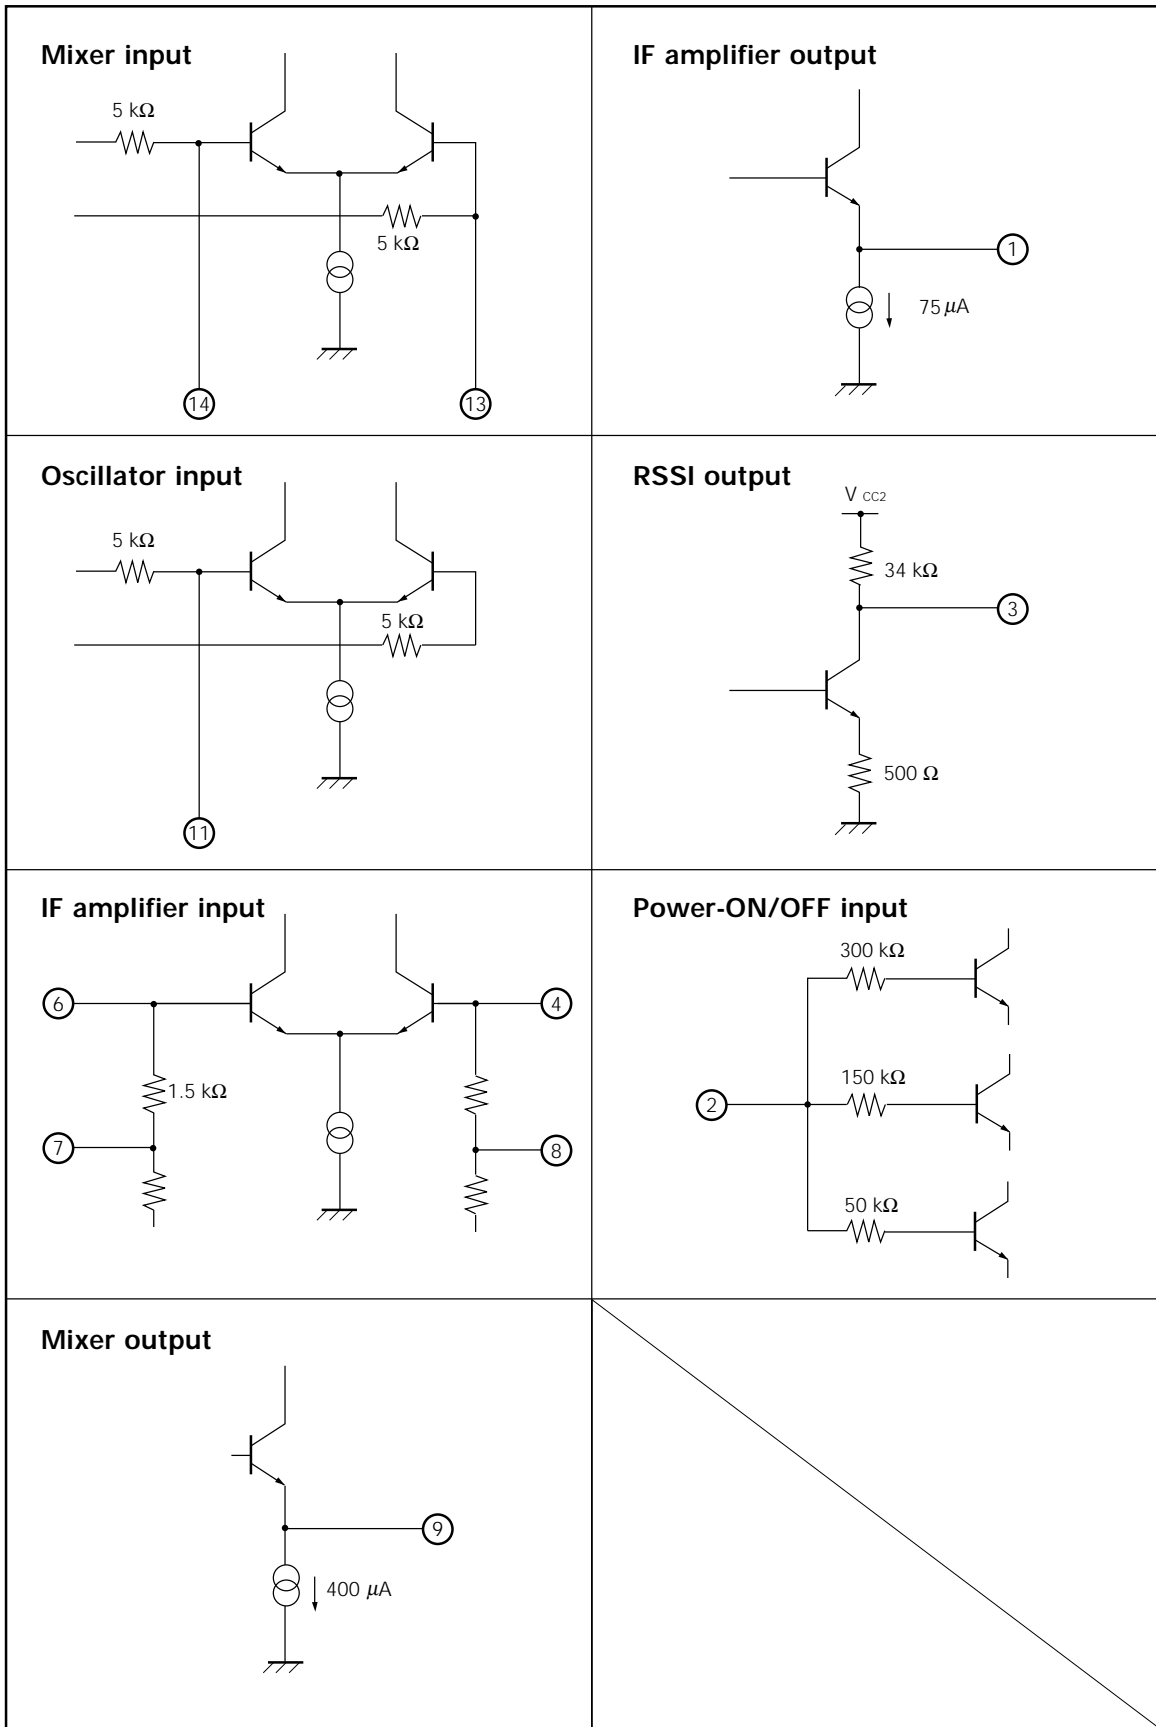 Mixer input
5 kΩ
5 kΩ
14
13
IF amplifier output
1
75 μA
Oscillator input
5 kΩ
5 kΩ
11
RSSI output
V CC2
34 kΩ
3
500 Ω
IF amplifier input
6
4
1.5 kΩ
7
8
Power-ON/OFF input
300 kΩ
150 kΩ
2
50 kΩ
Mixer output
9
400 μA